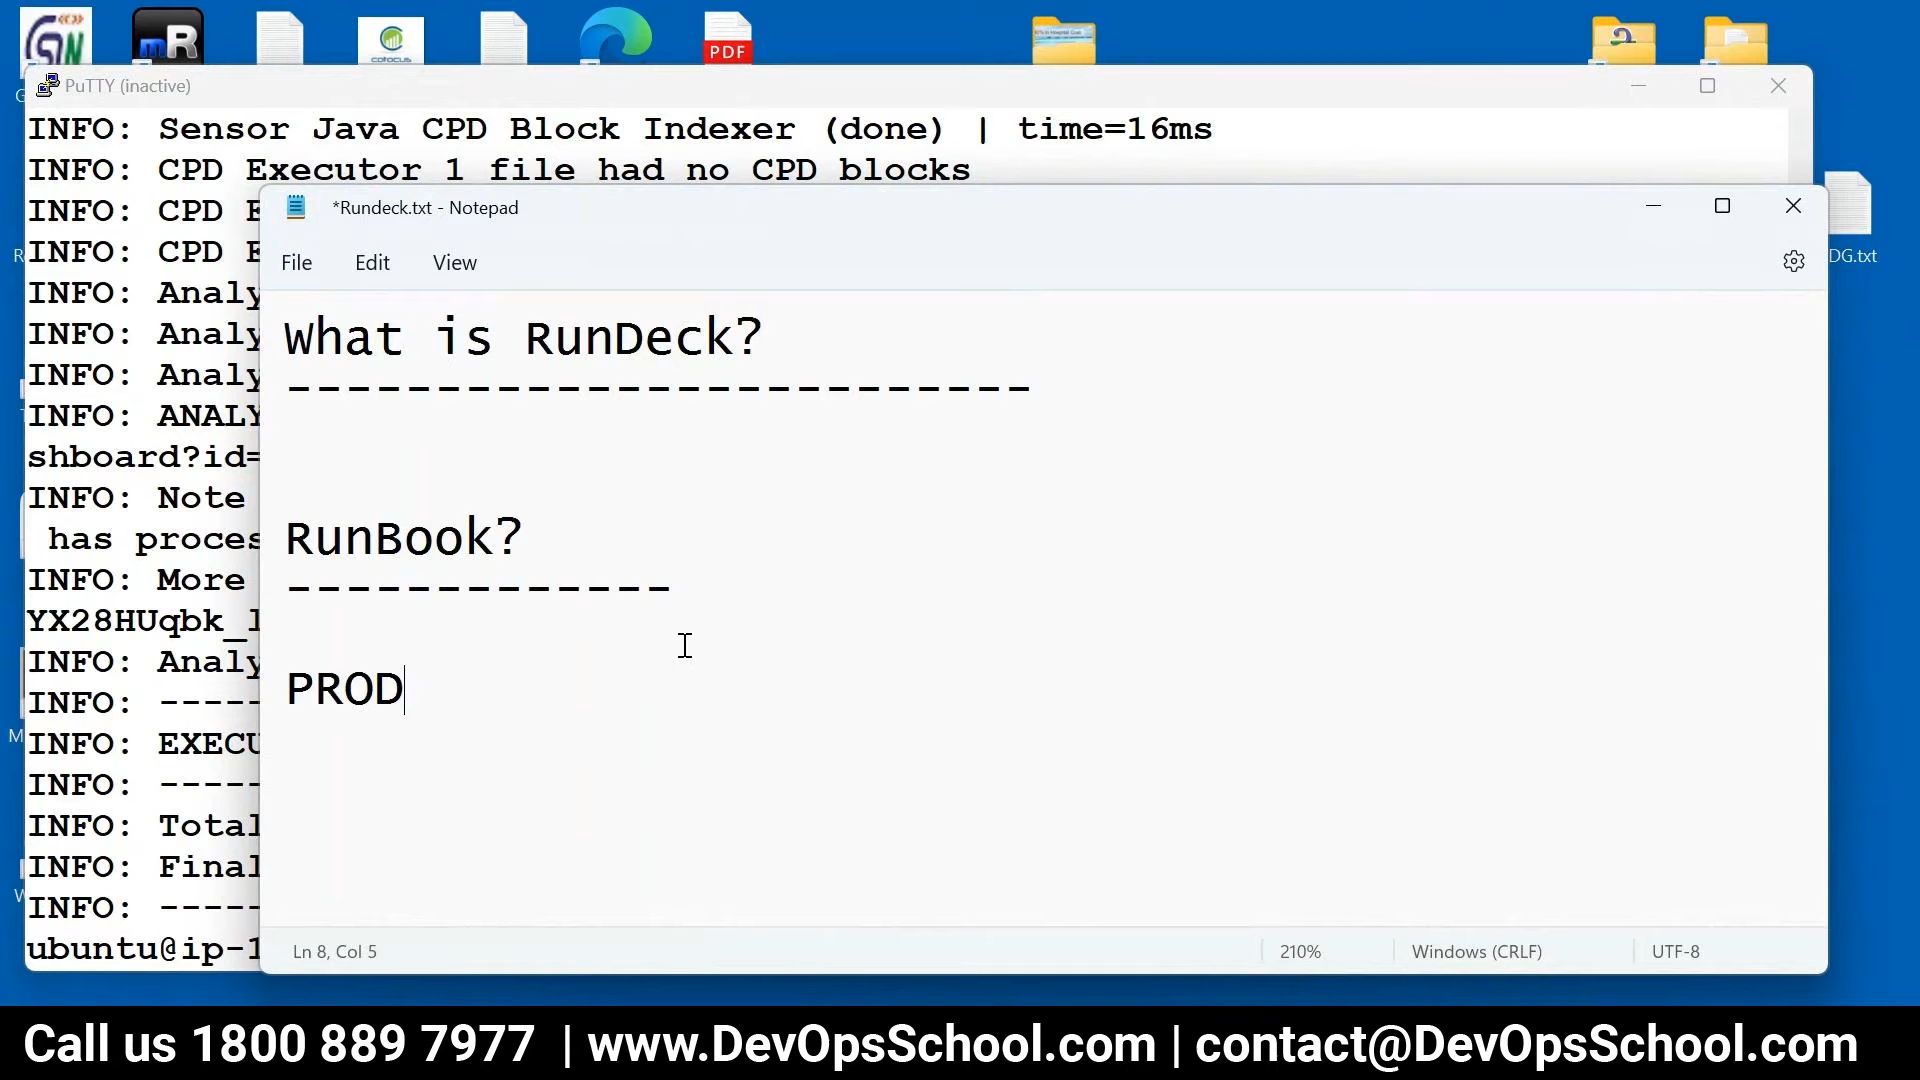 PDF
cotocus
PuTTY (inactive)
INFO: Sensor Java CPD Block Indexer (done) | time=16ms
INFO: CPD Executor 1 file had no CPD blocks
INFO: CPD E
INFO: CPD E
INFO: Analy
INFO: Analy
INFO: Analy
INFO: ANALY
shboard?id=
INFO: Note
has proces
INFO: More
YX28HUqbk_l
INFO: Analy
INFO: -----
INFO: EXECU
INFO: -----
INFO: Total
INFO: Final
INFO: -----
ubuntu@ip-1
*Rundeck.txt - Notepad
File Edit View
What is RunDeck?
--------------------------
RunBook?
-------------
PROD
Ln 8, Col 5
210%
Windows (CRLF)
UTF-8
DG.txt
Call us 1800 889 7977 | www.DevOpsSchool.com | contact@DevOpsSchool.com